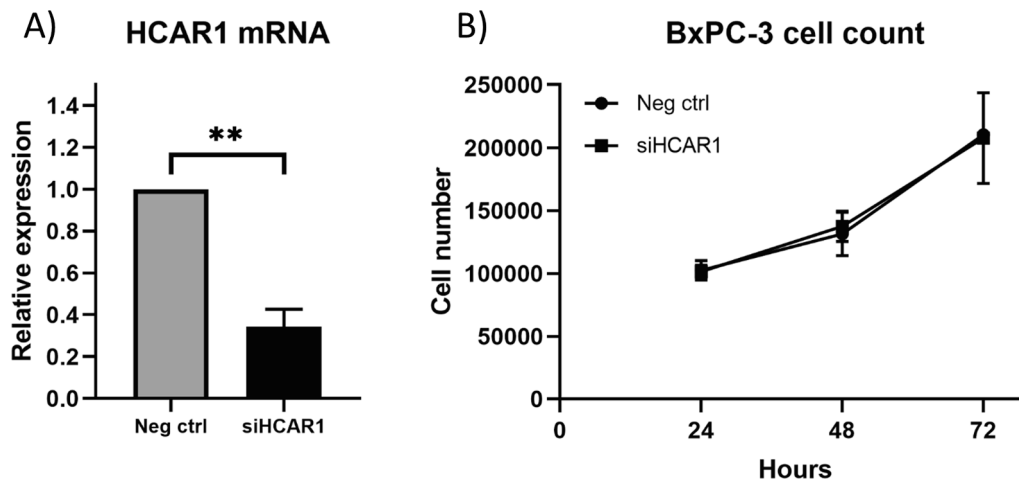 A)
HCAR1 mRNA
Relative expression
1.4
1.2
1.0
0.8
0.6
0.4
0.2
0.0
**
Neg ctrl
siHCAR1
B)
BxPC-3 cell count
Cell number
250000
200000
150000
100000
50000
0
Neg ctrl
siHCAR1
0
24
48
72
Hours